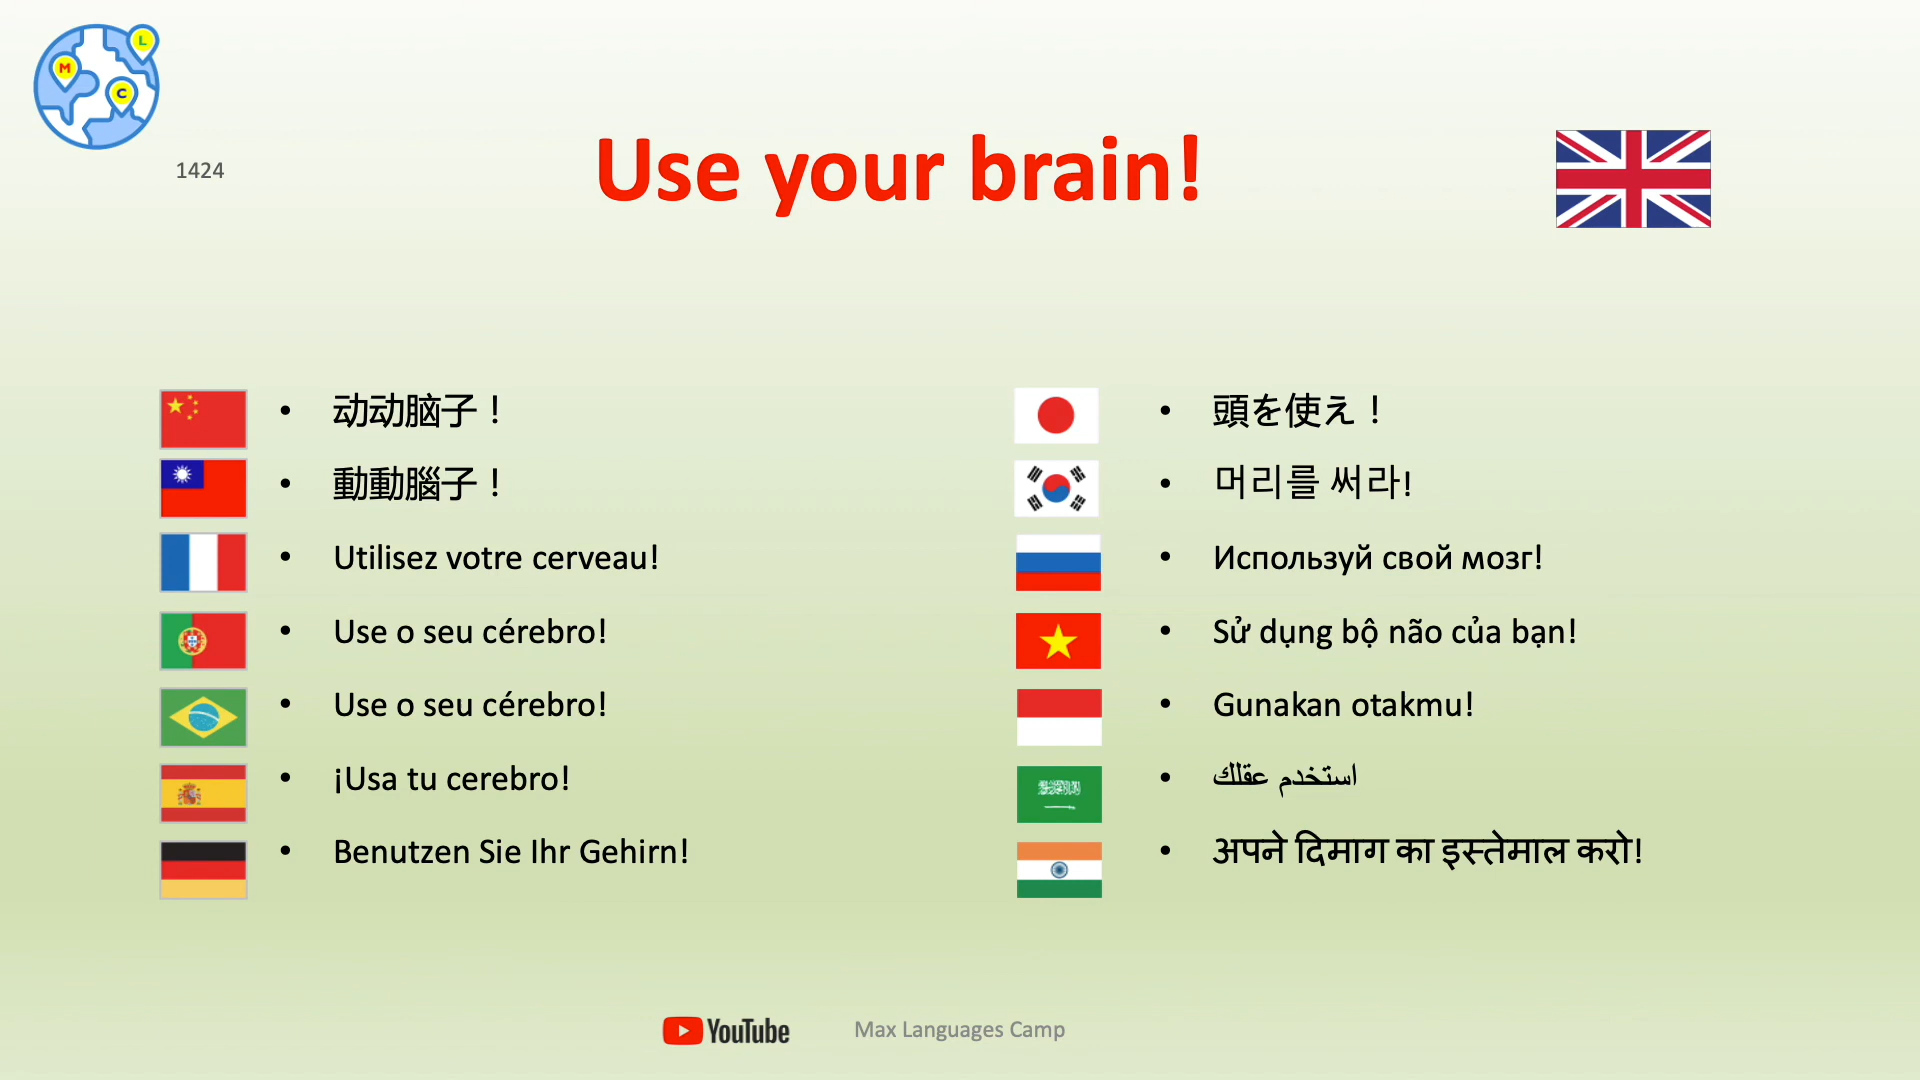 L
M
C
1424
Use your brain!
动动脑子！
動動腦子！
Utilisez votre cerveau!
Use o seu cérebro!
Use o seu cérebro!
¡Usa tu cerebro!
Benutzen Sie Ihr Gehirn!
頭を使え！
머리를 써라!
Используй свой мозг!
Sử dụng bộ não của bạn!
Gunakan otakmu!
استخدم عقلك
अपने दिमाग का इस्तेमाल करो!
YouTube
Max Languages Camp